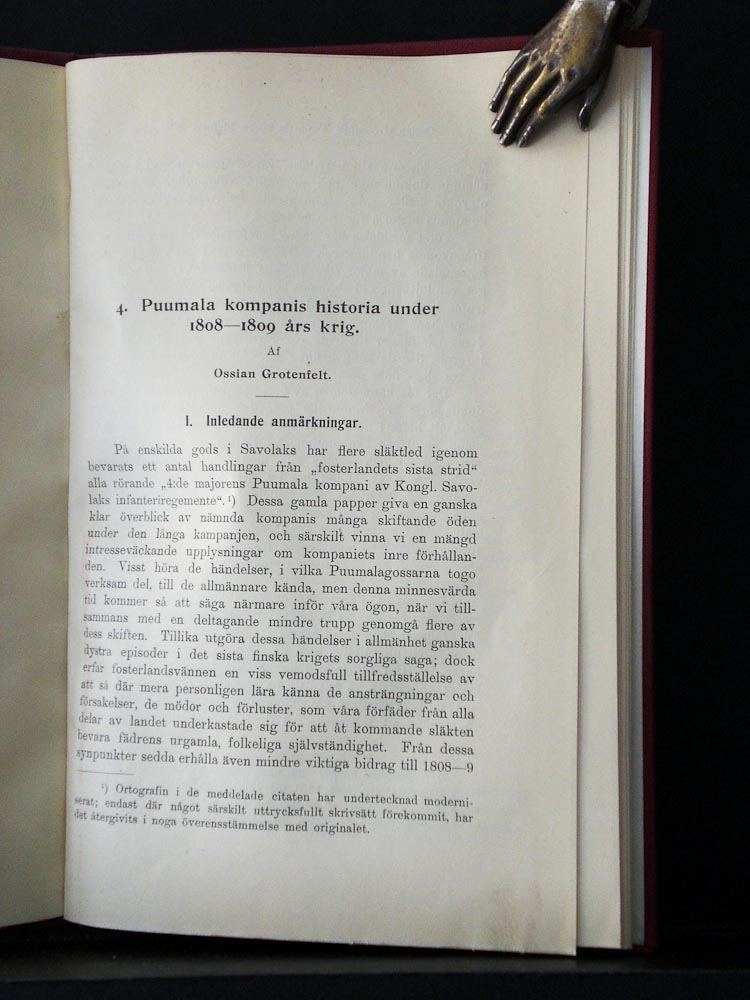 4. Puumala kompanis historia under
1808—1809 års krig.
Af
Ossian Grotenfelt.
I. Inledande anmärkningar.
På enskilda gods i Savolaks har flere släktled igenom
bevarats ett antal handlingar från „fosterlandets sista strid“
alla rörande „4:de majorens Puumala kompani av Kongl. Savo-
laks infanteriregemente“.¹) Dessa gamla papper giva en ganska
klar överblick av nämnda kompanis många skiftande öden
under den långa kampanjen, och särskilt vinna vi en mängd
intresseväckande upplysningar om kompaniets inre förhållan-
den. Visst höra de händelser, i vilka Puumalagossarna togo
verksam del, till de allmännare kända, men denna minnesvärda
tid kommer så att säga närmare inför våra ögon, när vi till-
sammans med en deltagande mindre trupp genomgå flere av
dess skiften. Tillika utgöra dessa händelser i allmänhet ganska
dystra episoder i det sista finska krigets sorgliga saga; dock
erfar fosterlandsvännen en viss vemodsfull tillfredsställelse av
att så där mera personligen lära känna de ansträngningar och
försakelser, de mödor och förluster, som våra förfäder från alla
delar av landet underkastade sig för att åt kommande släkten
bevara fädrens urgamla, folkeliga självständighet. Från dessa
synpunkter sedda erhålla även mindre viktiga bidrag till 1808—9
¹) Ortografin i de meddelade citaten har undertecknad moderni-
serat; endast där något särskilt uttrycksfullt skrivsätt förekommit, har
det återgivits i noga överensstämmelse med originalet.